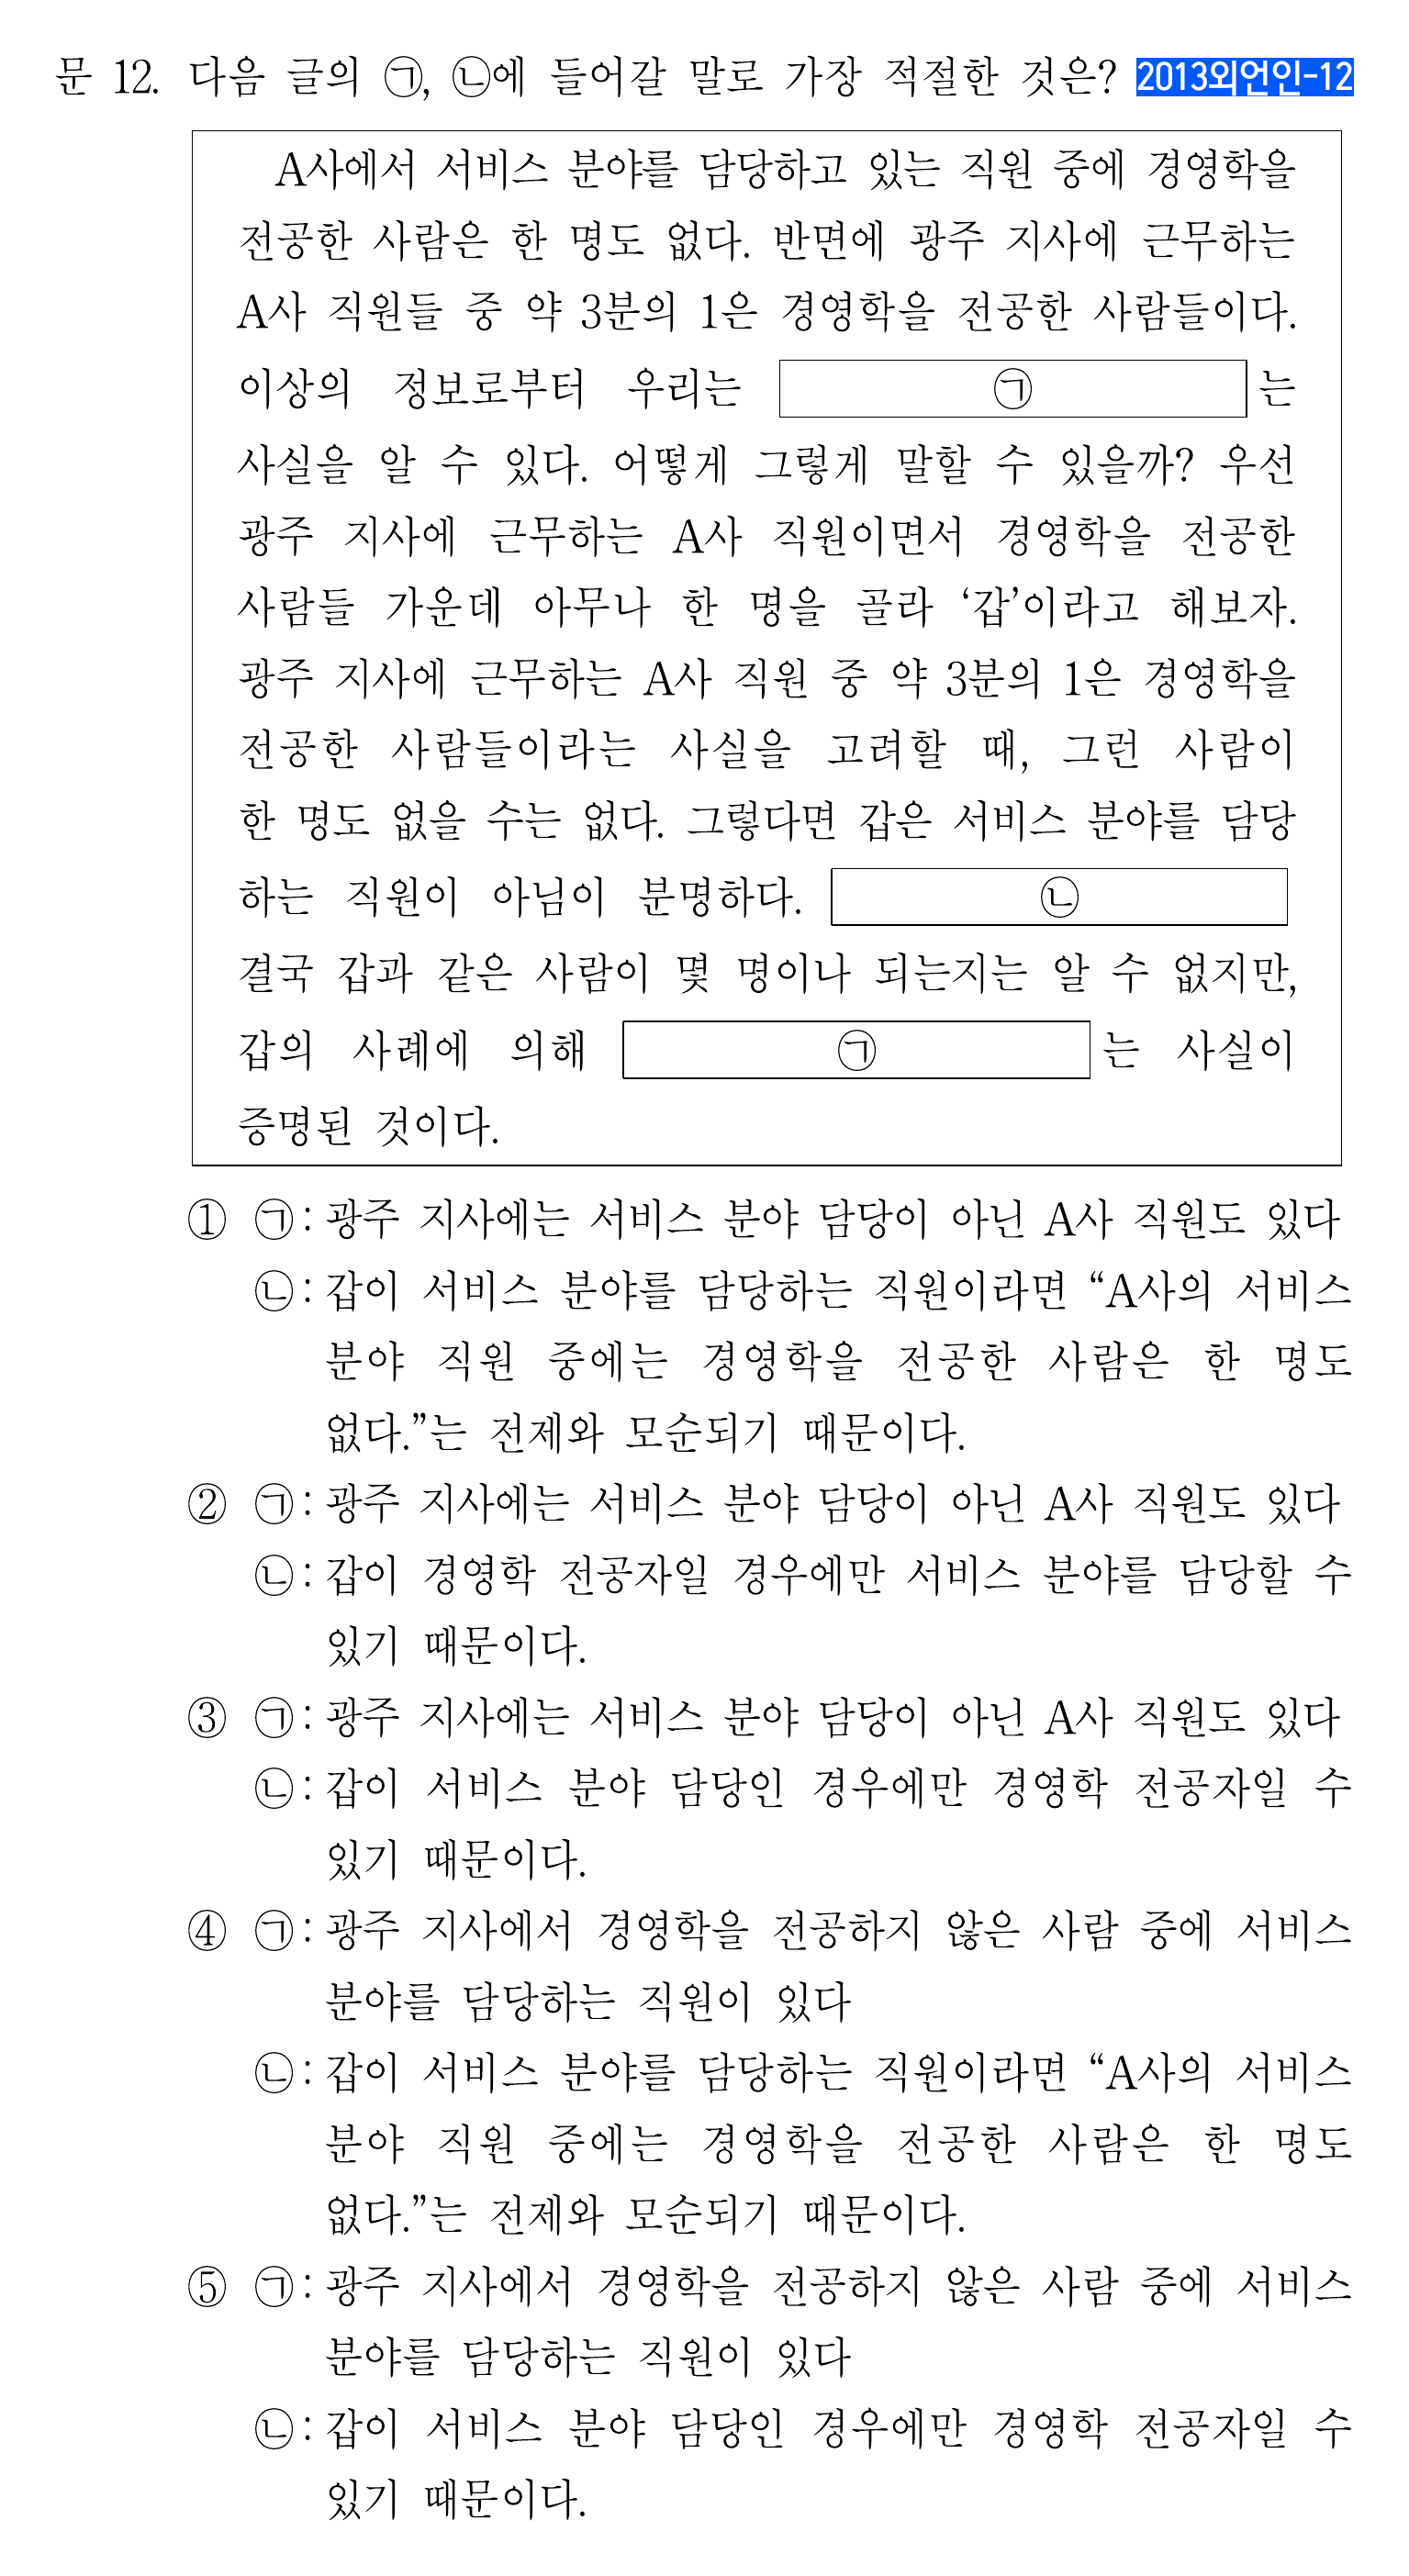 문 12. 다음 글의 ㉠, ㉡에 들어갈 말로 가장 적절한 것은? 2013외언인-12
A사에서 서비스 분야를 담당하고 있는 직원 중에 경영학을
전공한 사람은 한 명도 없다. 반면에 광주 지사에 근무하는
A사 직원들 중 약 3분의 1은 경영학을 전공한 사람들이다.
이상의 정보로부터 우리는 ㉠ 는
사실을 알 수 있다. 어떻게 그렇게 말할 수 있을까? 우선
광주 지사에 근무하는 A사 직원이면서 경영학을 전공한
사람들 가운데 아무나 한 명을 골라 ‘갑’이라고 해보자.
광주 지사에 근무하는 A사 직원 중 약 3분의 1은 경영학을
전공한 사람들이라는 사실을 고려할 때, 그런 사람이
한 명도 없을 수는 없다. 그렇다면 갑은 서비스 분야를 담당
하는 직원이 아님이 분명하다. ㉡
결국 갑과 같은 사람이 몇 명이나 되는지는 알 수 없지만,
갑의 사례에 의해 ㉠ 는 사실이
증명된 것이다.
① ㉠: 광주 지사에는 서비스 분야 담당이 아닌 A사 직원도 있다
㉡: 갑이 서비스 분야를 담당하는 직원이라면 “A사의 서비스
분야 직원 중에는 경영학을 전공한 사람은 한 명도
없다.”는 전제와 모순되기 때문이다.
② ㉠: 광주 지사에는 서비스 분야 담당이 아닌 A사 직원도 있다
㉡: 갑이 경영학 전공자일 경우에만 서비스 분야를 담당할 수
있기 때문이다.
③ ㉠: 광주 지사에는 서비스 분야 담당이 아닌 A사 직원도 있다
㉡: 갑이 서비스 분야 담당인 경우에만 경영학 전공자일 수
있기 때문이다.
④ ㉠: 광주 지사에서 경영학을 전공하지 않은 사람 중에 서비스
분야를 담당하는 직원이 있다
㉡: 갑이 서비스 분야를 담당하는 직원이라면 “A사의 서비스
분야 직원 중에는 경영학을 전공한 사람은 한 명도
없다.”는 전제와 모순되기 때문이다.
⑤ ㉠: 광주 지사에서 경영학을 전공하지 않은 사람 중에 서비스
분야를 담당하는 직원이 있다
㉡: 갑이 서비스 분야 담당인 경우에만 경영학 전공자일 수
있기 때문이다.